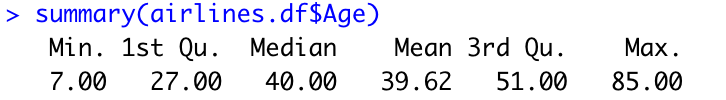 > summary(airlines.df$Age)
Min. 1st Qu. Median Mean 3rd Qu. Max.
7.00 27.00 40.00 39.62 51.00 85.00